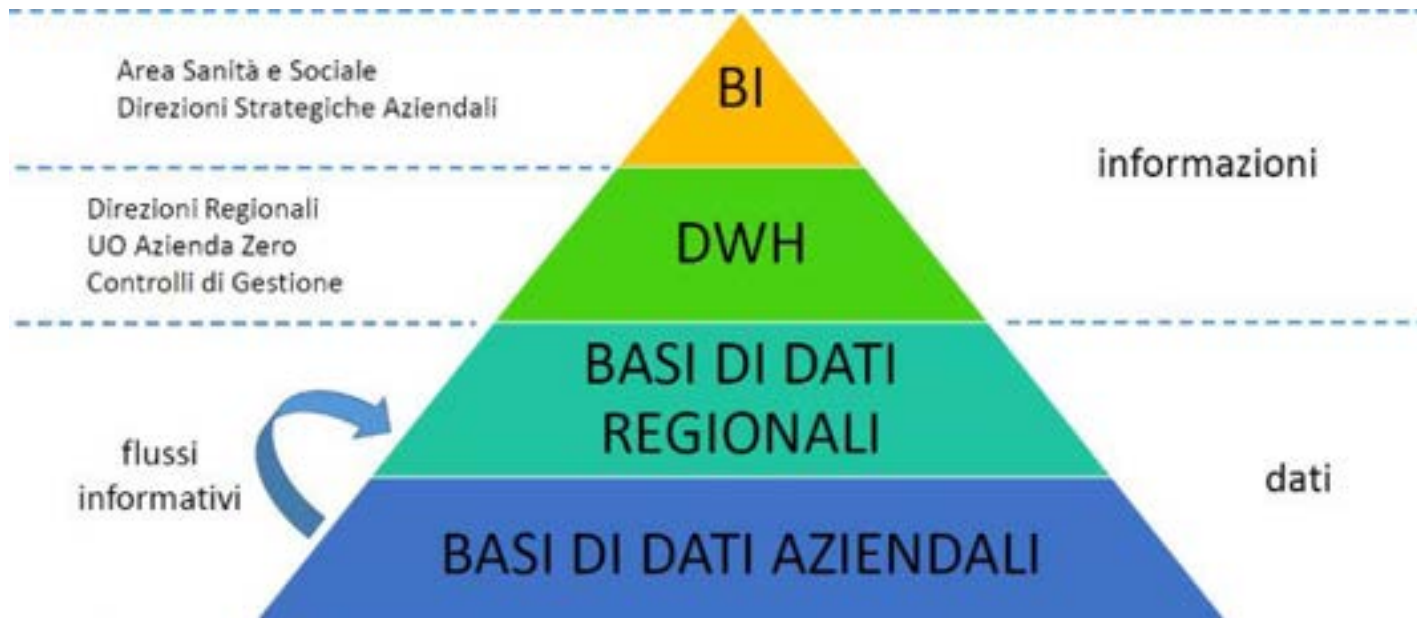 Area Sanità e Sociale
Direzioni Strategiche Aziendali
BI
informazioni
Direzioni Regionali
UO Azienda Zero
Controlli di Gestione
DWH
BASI DI DATI
REGIONALI
flussi
informativi
dati
BASI DI DATI AZIENDALI